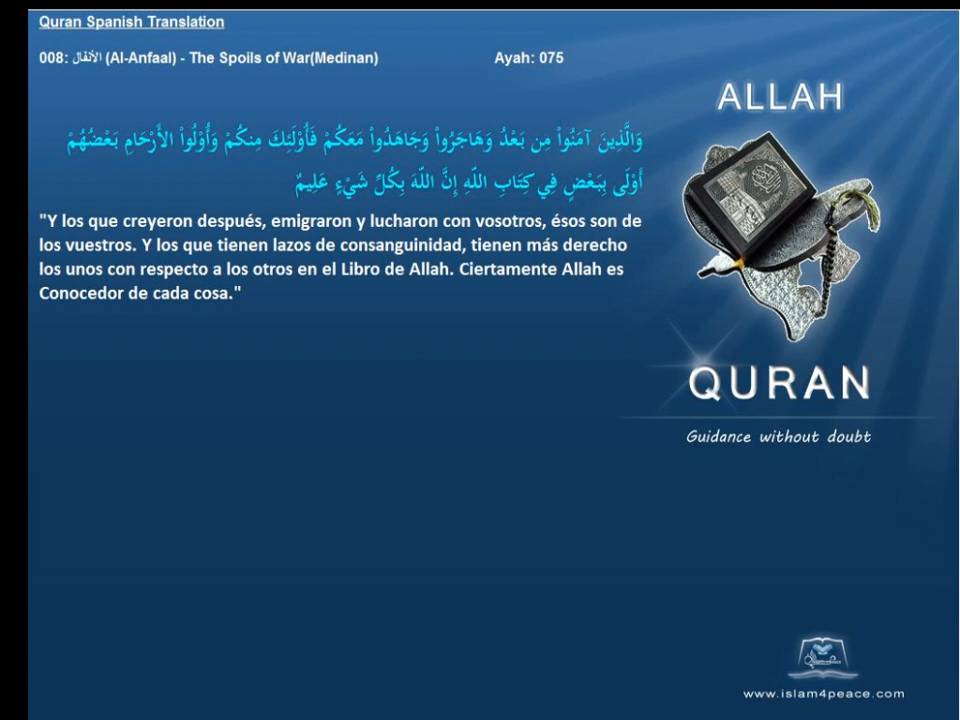 Quran Spanish Translation
008: الأنفال (Al-Anfaal) - The Spoils of War(Medinan) Ayah: 075
وَالَّذِينَ آمَنُواْ مِن بَعْدُ وَهَاجَرُواْ وَجَاهَدُواْ مَعَكُمْ فَأُوْلَئِكَ مِنكُمْ وَأُوْلُواْ الأَرْحَامِ بَعْضُهُمْ
أَوْلَى بِبَعْضٍ فِي كِتَابِ اللّهِ إِنَّ اللّهَ بِكُلِّ شَيْءٍ عَلِيمٌ
"Y los que creyeron después, emigraron y lucharon con vosotros, ésos son de
los vuestros. Y los que tienen lazos de consanguinidad, tienen más derecho
los unos con respecto a los otros en el Libro de Allah. Ciertamente Allah es
Conocedor de cada cosa."
ALLAH
QURAN
Guidance without doubt
www.islam4peace.com